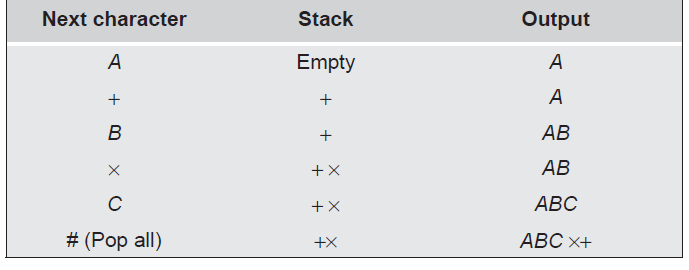 Next character Stack Output
A Empty A
+ + A
B + AB
× +× AB
C +× ABC
# (Pop all) +× ABC ×+